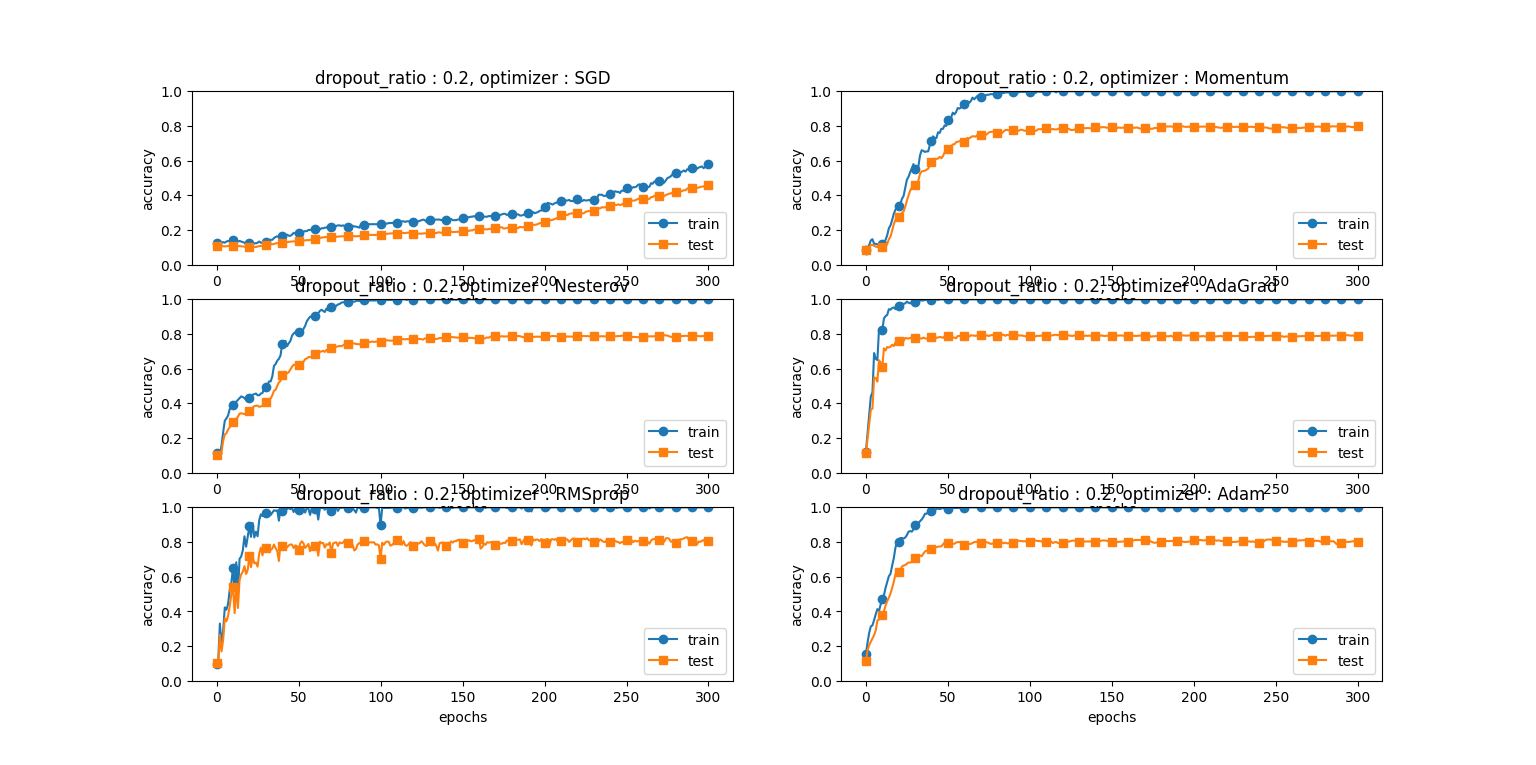 dropout_ratio : 0.2, optimizer : SGD
1.0
0.8
0.6
0.4
0.2
0.0
accuracy
train
test
0 50 100 150 200 250 300
epochs
dropout_ratio : 0.2, optimizer : Momentum
1.0
0.8
0.6
0.4
0.2
0.0
accuracy
train
test
0 50 100 150 200 250 300
epochs
dropout_ratio : 0.2, optimizer : Nesterov
1.0
0.8
0.6
0.4
0.2
0.0
accuracy
train
test
0 50 100 150 200 250 300
epochs
dropout_ratio : 0.2, optimizer : AdaGrad
1.0
0.8
0.6
0.4
0.2
0.0
accuracy
train
test
0 50 100 150 200 250 300
epochs
dropout_ratio : 0.2, optimizer : RMSprop
1.0
0.8
0.6
0.4
0.2
0.0
accuracy
train
test
0 50 100 150 200 250 300
epochs
dropout_ratio : 0.2, optimizer : Adam
1.0
0.8
0.6
0.4
0.2
0.0
accuracy
train
test
0 50 100 150 200 250 300
epochs